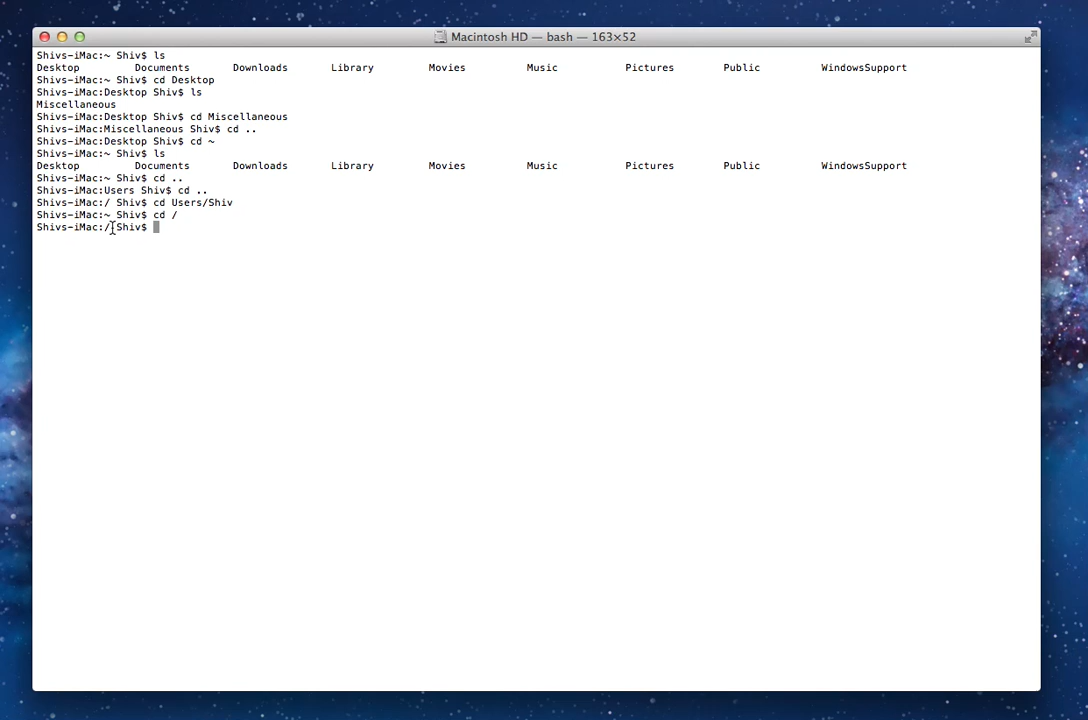 Macintosh HD — bash — 163×52
Shivs-iMac:~ Shiv$ ls
Desktop Documents Downloads Library Movies Music Pictures Public WindowsSupport
Shivs-iMac:~ Shiv$ cd Desktop
Shivs-iMac:Desktop Shiv$ ls
Miscellaneous
Shivs-iMac:Desktop Shiv$ cd Miscellaneous
Shivs-iMac:Miscellaneous Shiv$ cd ..
Shivs-iMac:Desktop Shiv$ cd ~
Shivs-iMac:~ Shiv$ ls
Desktop Documents Downloads Library Movies Music Pictures Public WindowsSupport
Shivs-iMac:~ Shiv$ cd ..
Shivs-iMac:Users Shiv$ cd ..
Shivs-iMac:/ Shiv$ cd Users/Shiv
Shivs-iMac:~ Shiv$ cd /
Shivs-iMac:/ Shiv$